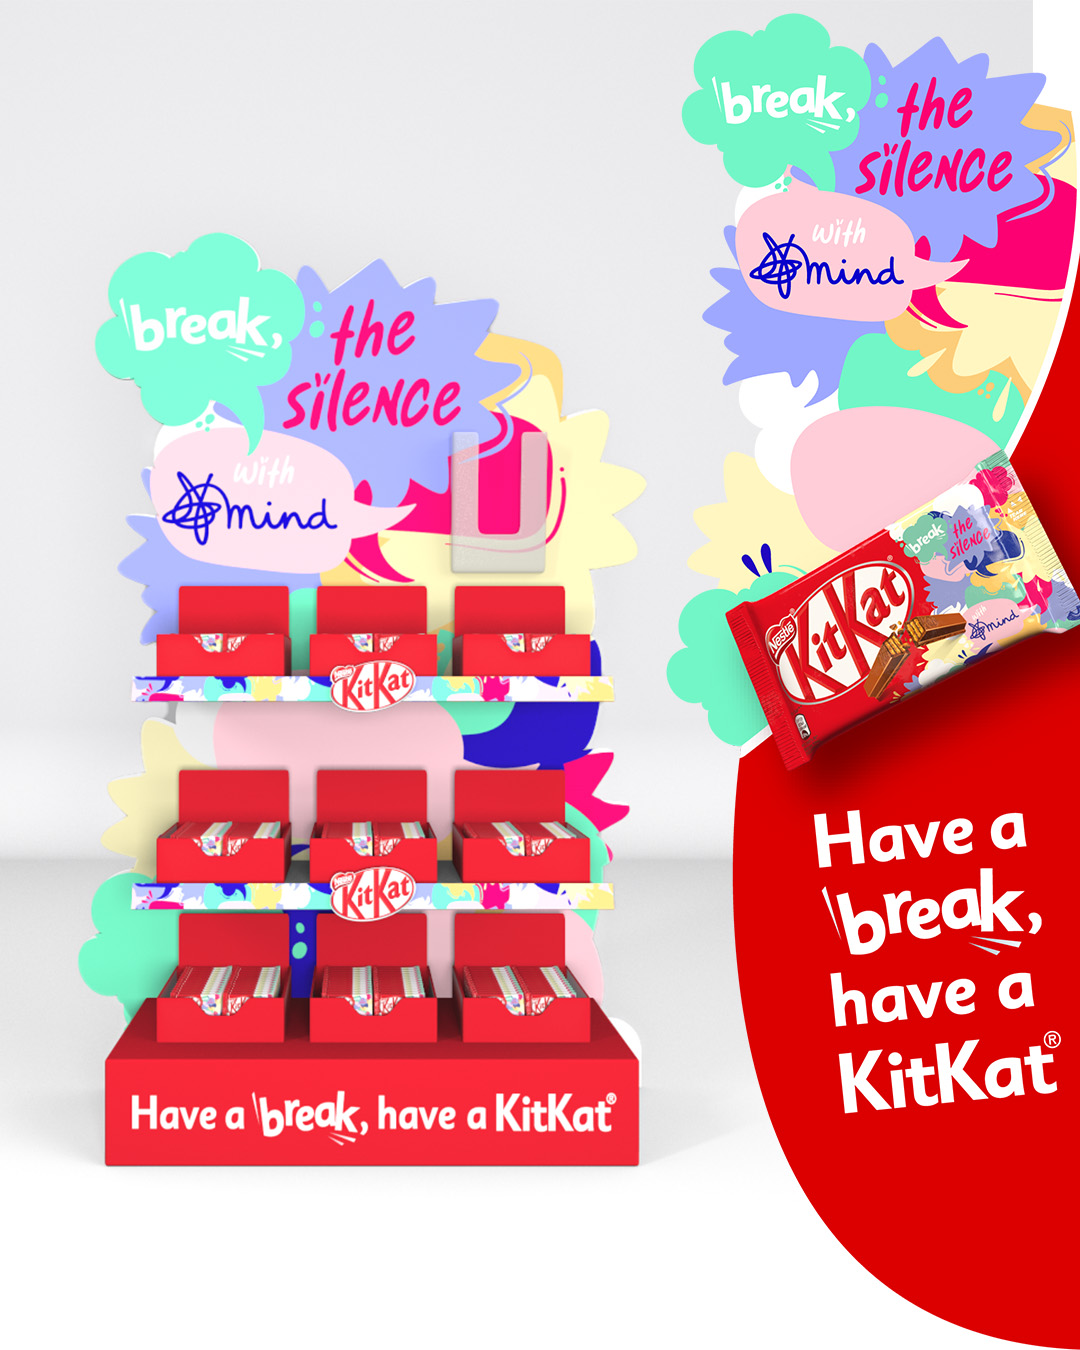 break,
the
silence
with
mind
KitKat
KitKat
Have a break, have a KitKat®
break,
the
silence
with
mind
Nestlé
KitKat
break
the
silence
with
mind
Have a
break,
have a
KitKat®